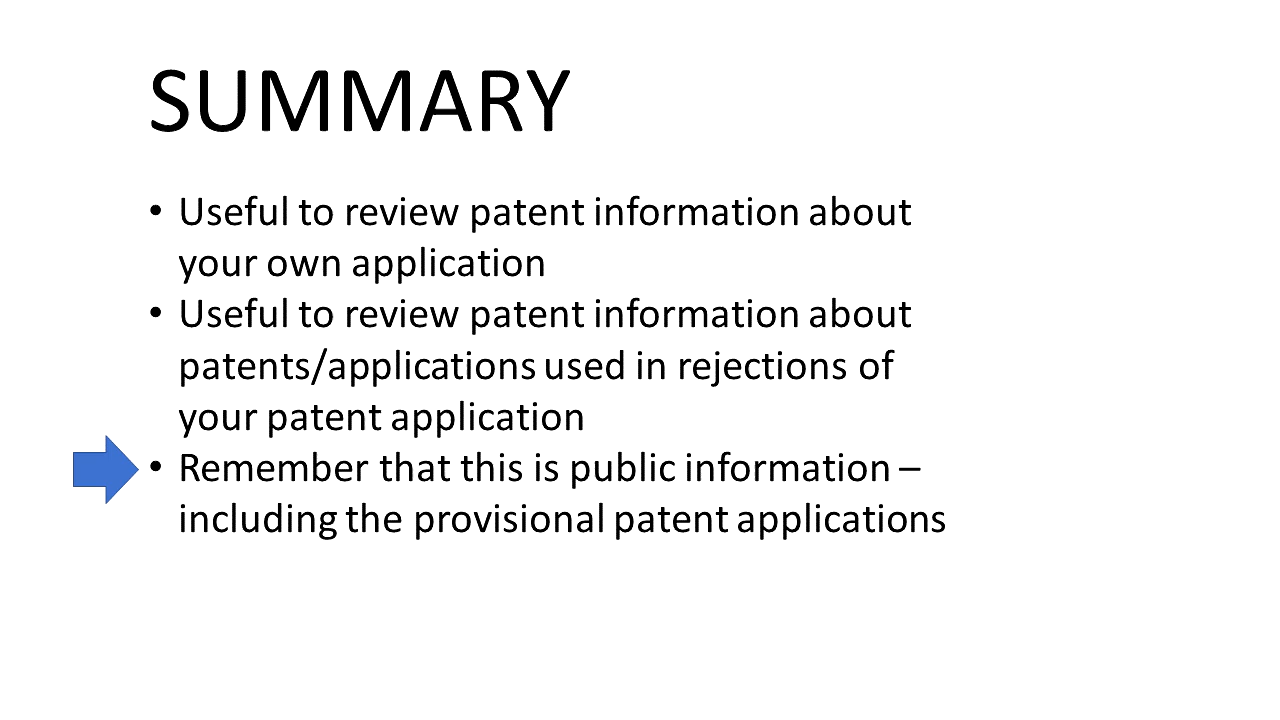 SUMMARY
• Useful to review patent information about
your own application
• Useful to review patent information about
patents/applications used in rejections of
your patent application
• Remember that this is public information –
including the provisional patent applications